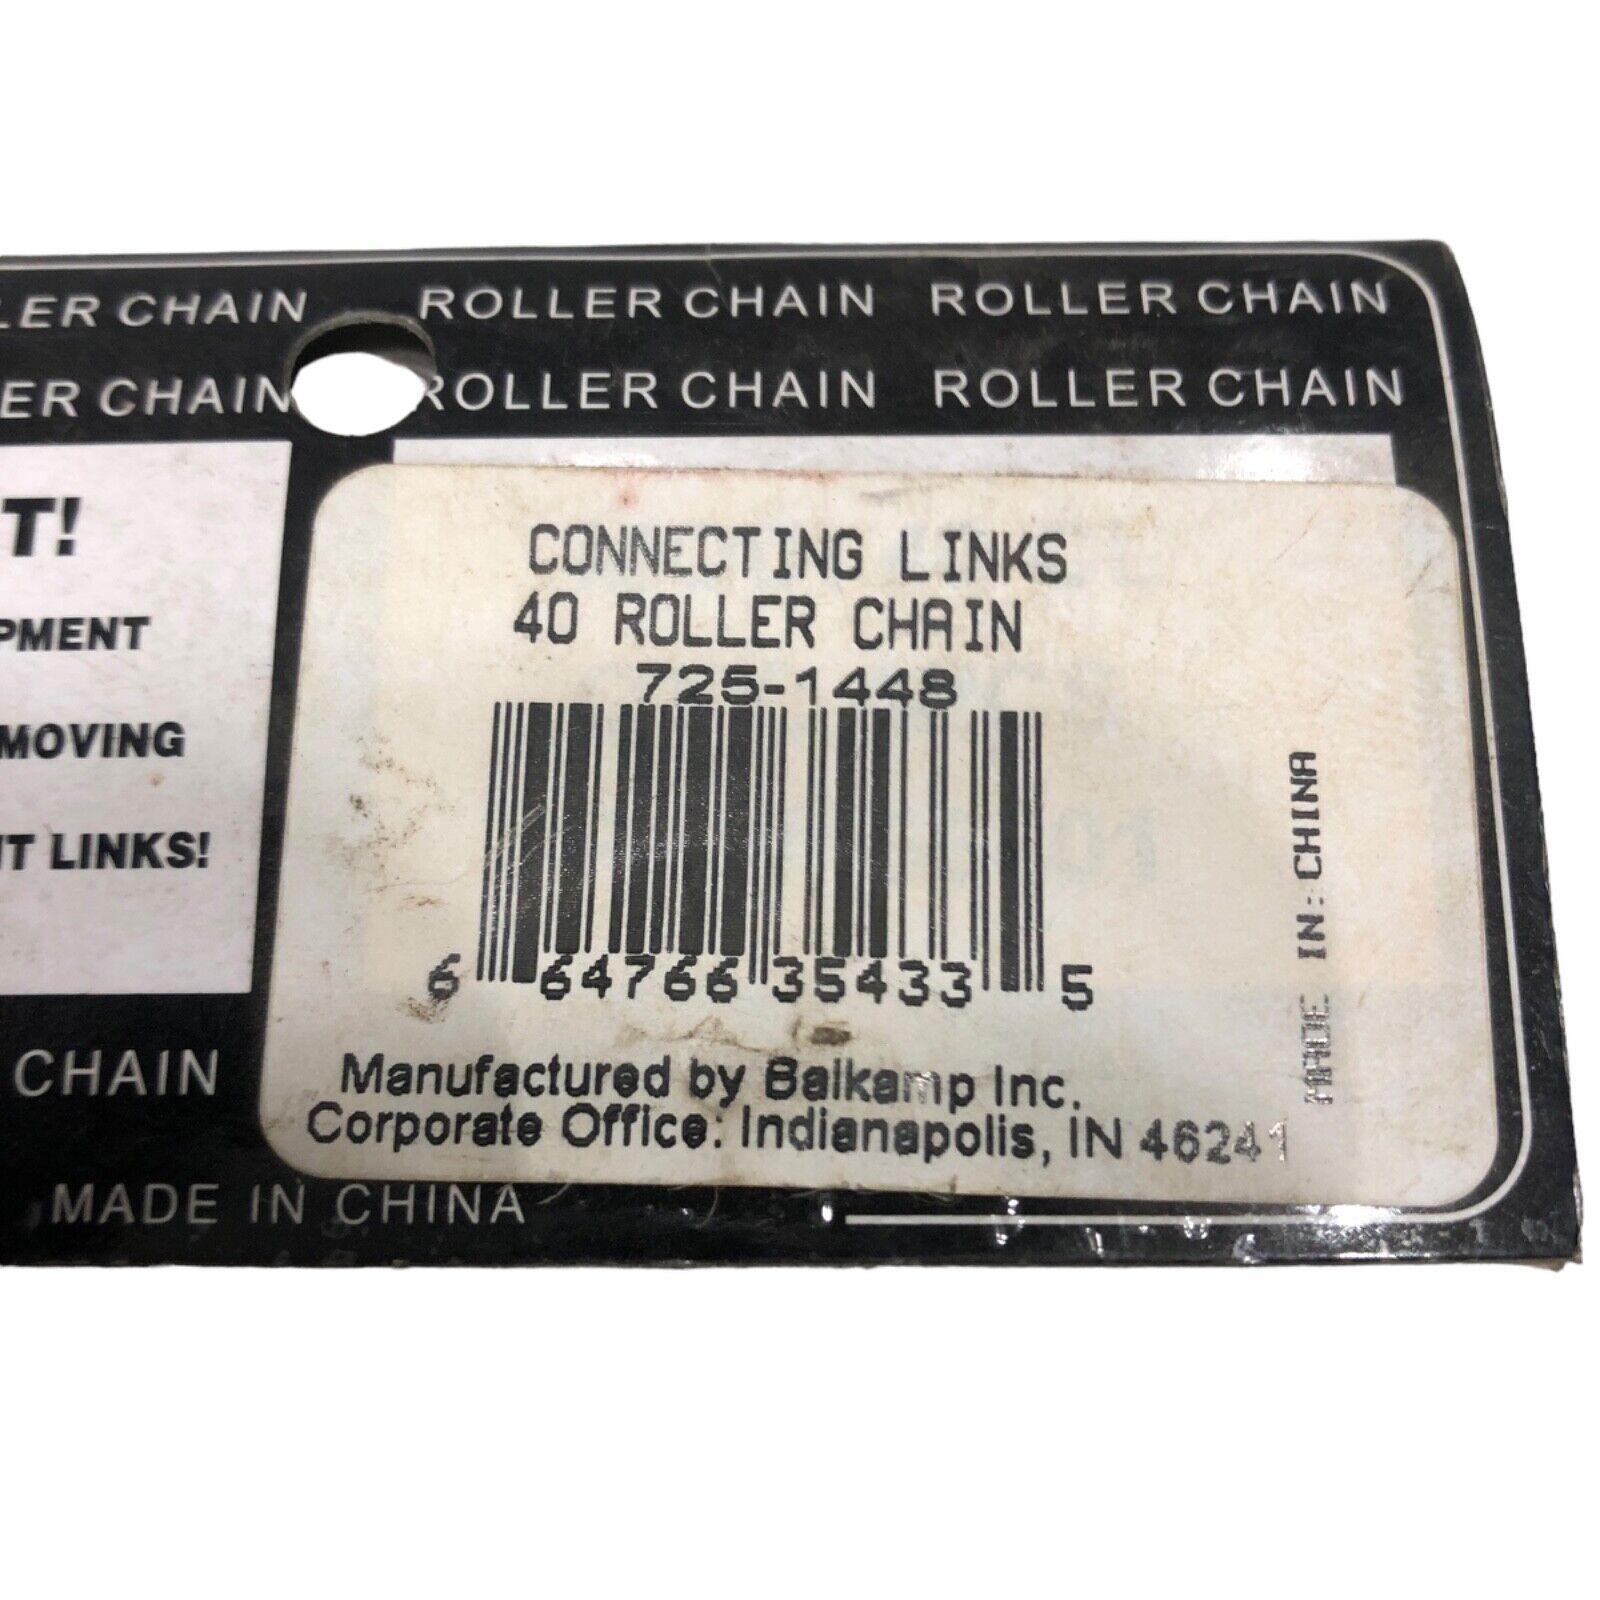 LER CHAIN ROLLER CHAIN ROLLER CHAIN
ER CHAIN ROLLER CHAIN ROLLER CHAIN
T!
PMENT
MOVING
T LINKS!
CHAIN
MADE IN CHINA
CONNECTING LINKS
40 ROLLER CHAIN
725-1448
6 64766 35433 5
Manufactured by Balkamp Inc.
Corporate Office: Indianapolis, IN 46241
MADE IN: CHINA